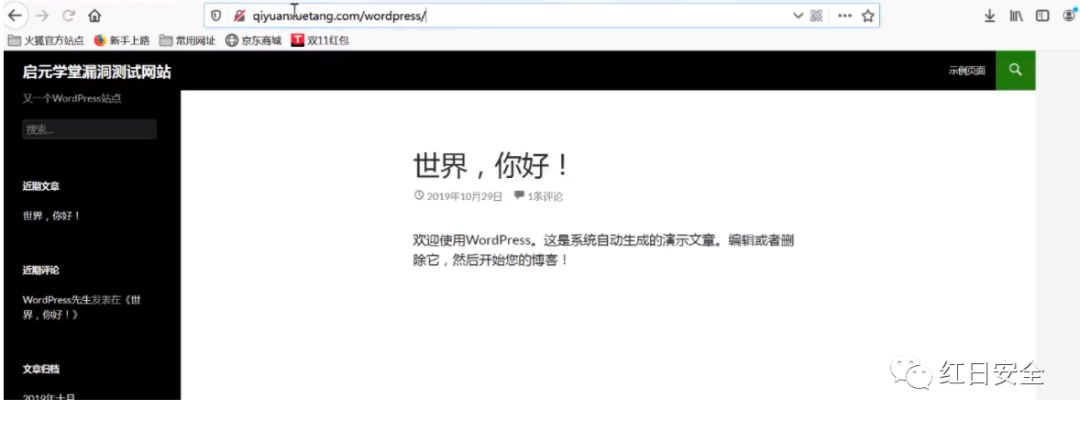 qiyuanxuetang.com/wordpress/
火狐官方站点 新手上路 常用网址 京东商城 双11红包
启元学堂漏洞测试网站
示例页面
又一个WordPress站点
搜索...
世界，你好！
2019年10月29日 1条评论
欢迎使用WordPress。这是系统自动生成的演示文章。编辑或者删
除它，然后开始您的博客！
近期文章
世界，你好！
近期评论
WordPress先生发表在《世
界，你好！》
文章归档
2019年十月
红日安全